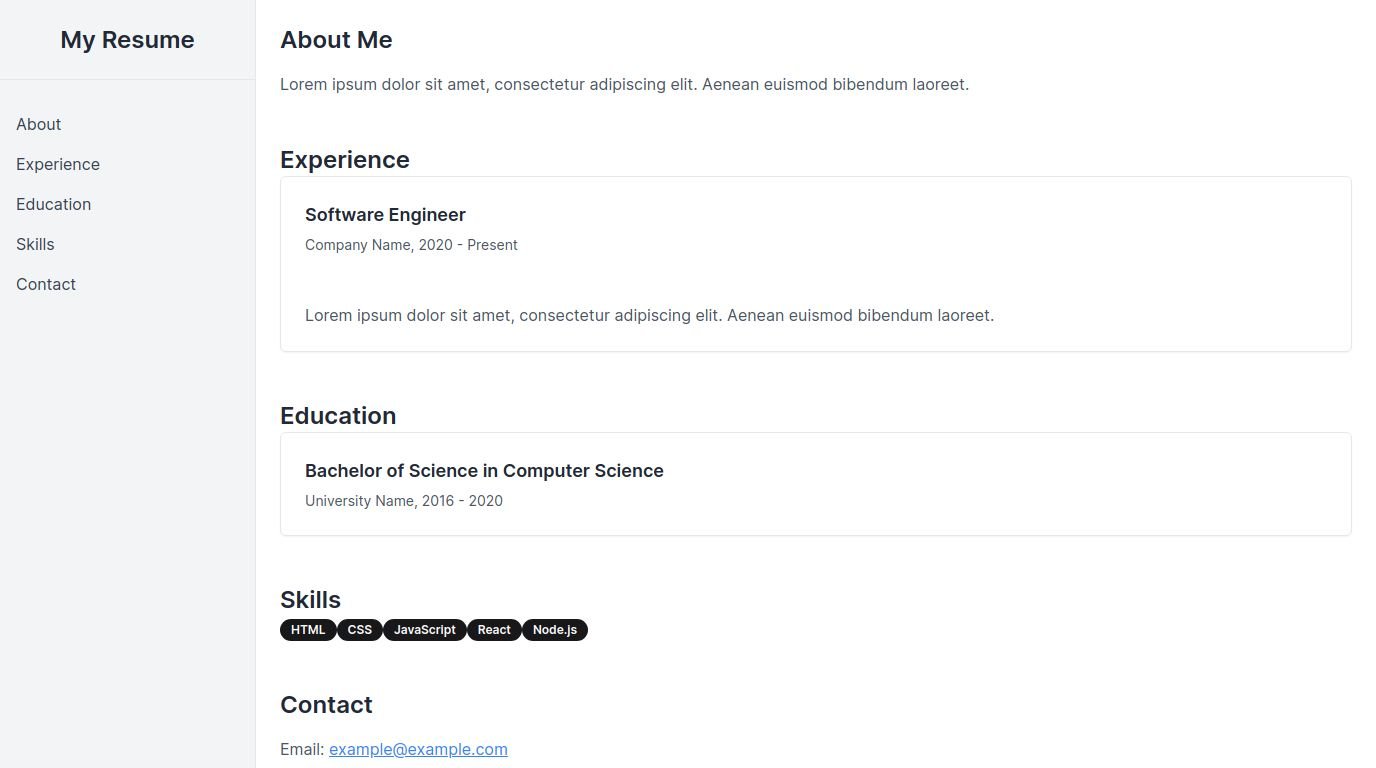 My Resume
About
Experience
Education
Skills
Contact
About Me
Lorem ipsum dolor sit amet, consectetur adipiscing elit. Aenean euismod bibendum laoreet.
Experience
Software Engineer
Company Name, 2020 - Present
Lorem ipsum dolor sit amet, consectetur adipiscing elit. Aenean euismod bibendum laoreet.
Education
Bachelor of Science in Computer Science
University Name, 2016 - 2020
Skills
HTML CSS JavaScript React Node.js
Contact
Email: example@example.com